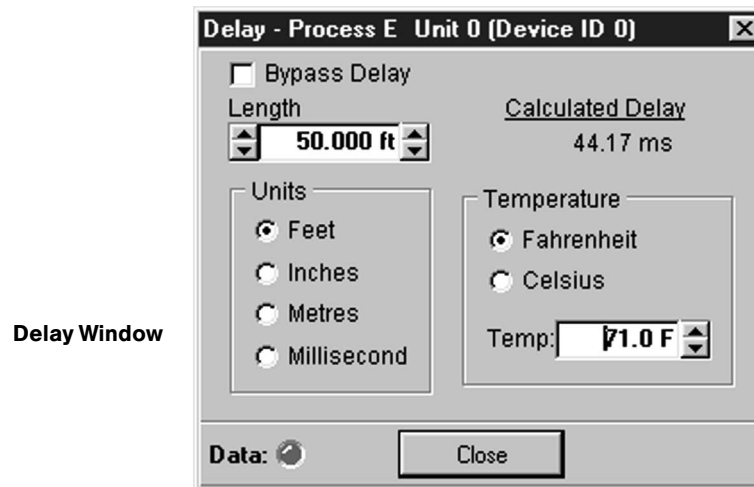 Delay - Process E Unit 0 (Device ID 0)
Bypass Delay
Length
50.000 ft
Calculated Delay
44.17 ms
Units
Feet
Inches
Metres
Millisecond
Temperature
Fahrenheit
Celsius
Temp: 71.0 F
Delay Window
Data:
Close